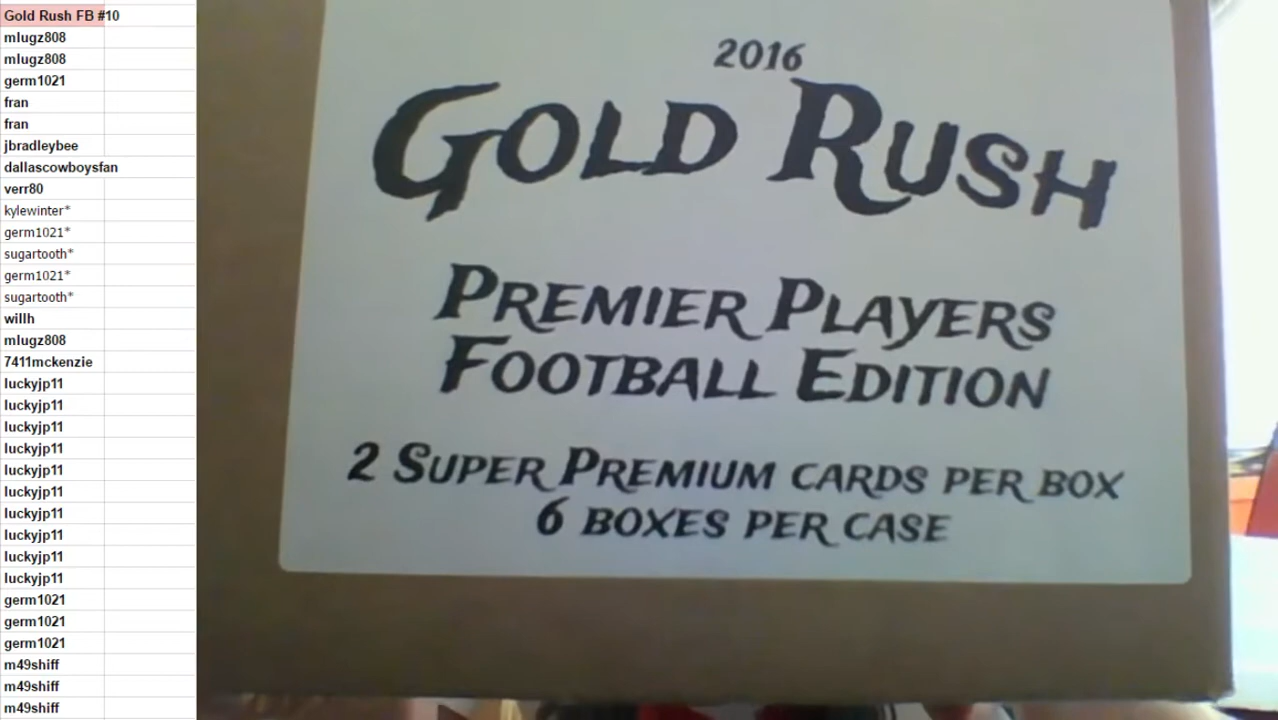 Gold Rush FB #10
mlugz808
mlugz808
germ1021
fran
fran
jbradleybee
dallascowboysfan
verr80
kylewinter*
germ1021*
sugartooth*
germ1021*
sugartooth*
willh
mlugz808
7411mckenzie
luckyjp11
luckyjp11
luckyjp11
luckyjp11
luckyjp11
luckyjp11
luckyjp11
luckyjp11
luckyjp11
luckyjp11
germ1021
germ1021
germ1021
m49shiff
m49shiff
m49shiff
2016
GOLD RUSH
PREMIER PLAYERS
FOOTBALL EDITION
2 SUPER PREMIUM CARDS PER BOX
6 BOXES PER CASE